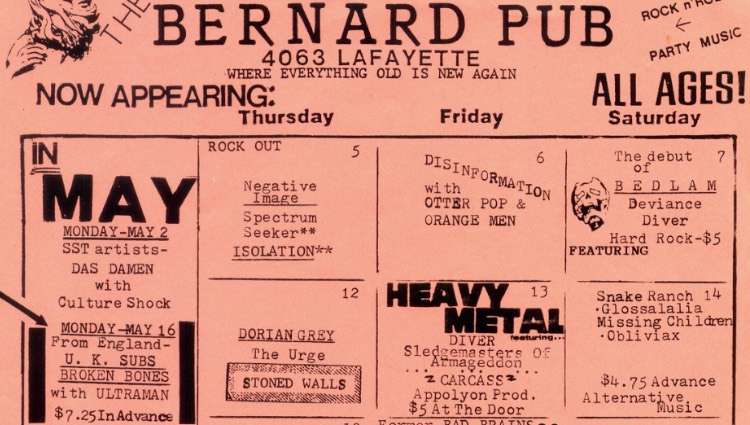 THE
BERNARD PUB
ROCK n' ROLL
PARTY MUSIC
4063 LAFAYETTE
WHERE EVERYTHING OLD IS NEW AGAIN
NOW APPEARING:
ALL AGES!
Thursday
Friday
Saturday
IN
MAY
MONDAY-MAY 2
SST artists-
DAS DAMEN
with
Culture Shock
MONDAY-MAY 16
From England-
U. K. SUBS
BROKEN BONES
with ULTRAMAN
$7.25InAdvance
ROCK OUT 5
Negative
Image
Spectrum
Seeker**
ISOLATION**
6
DISINFORMATION
with
OTTER POP &
ORANGE MEN
The debut 7
of
BEDLAM
Deviance
Diver
Hard Rock-$5
FEATURING
12
DORIAN GREY
The Urge
STONED WALLS
HEAVY 13
METAL
featuring...
DIVER
Sledgemasters Of
Armageddon
CARCASS
Appolyon Prod.
$5 At The Door
Snake Ranch 14
·Glossalalia
Missing Children
·Obliviax
$4.75 Advance
Alternative
Music
Former BAD BRAINS